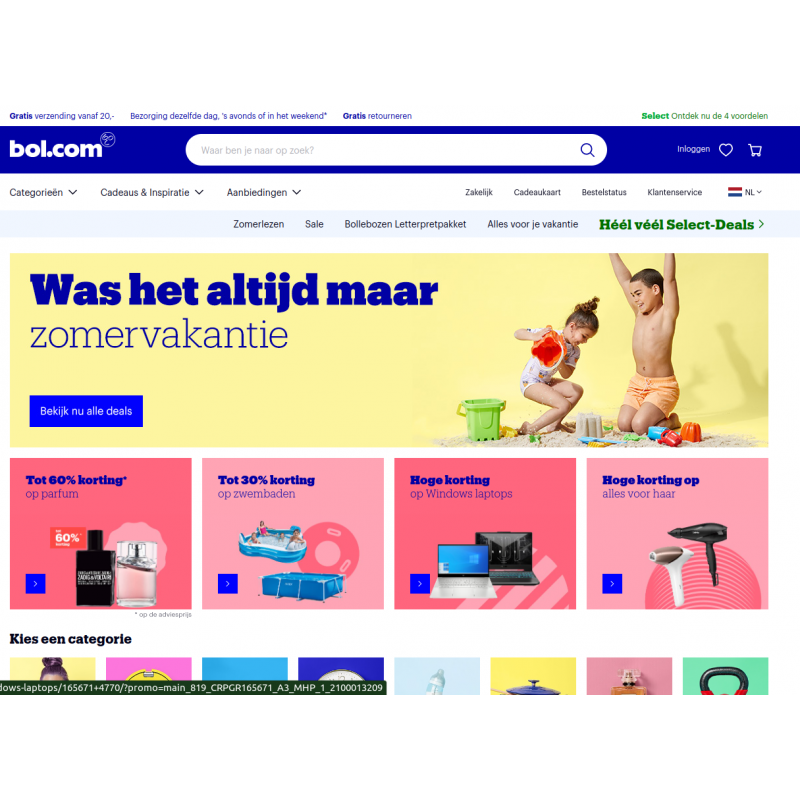 Gratis verzending vanaf 20,- Bezorging dezelfde dag, 's avonds of in het weekend* Gratis retourneren Select Ontdek nu de 4 voordelen
bol.com
Waar ben je naar op zoek?
Inloggen
Categorieën Cadeaus & Inspiratie Aanbiedingen Zakelijk Cadeaukaart Bestelstatus Klantenservice NL
Zomerlezen Sale Bollebozen Letterpretpakket Alles voor je vakantie Héél véél Select-Deals
Was het altijd maar
zomervakantie
Bekijk nu alle deals
Tot 60% korting*
op parfum
60%
korting
ZADIG&VOLTAIRE
Tot 30% korting
op zwembaden
Hoge korting
op Windows laptops
Hoge korting op
alles voor haar
* op de adviesprijs
Kies een categorie
dows-laptops/165671+4770/?promo=main_819_CRPGR165671_A3_MHP_1_2100013209